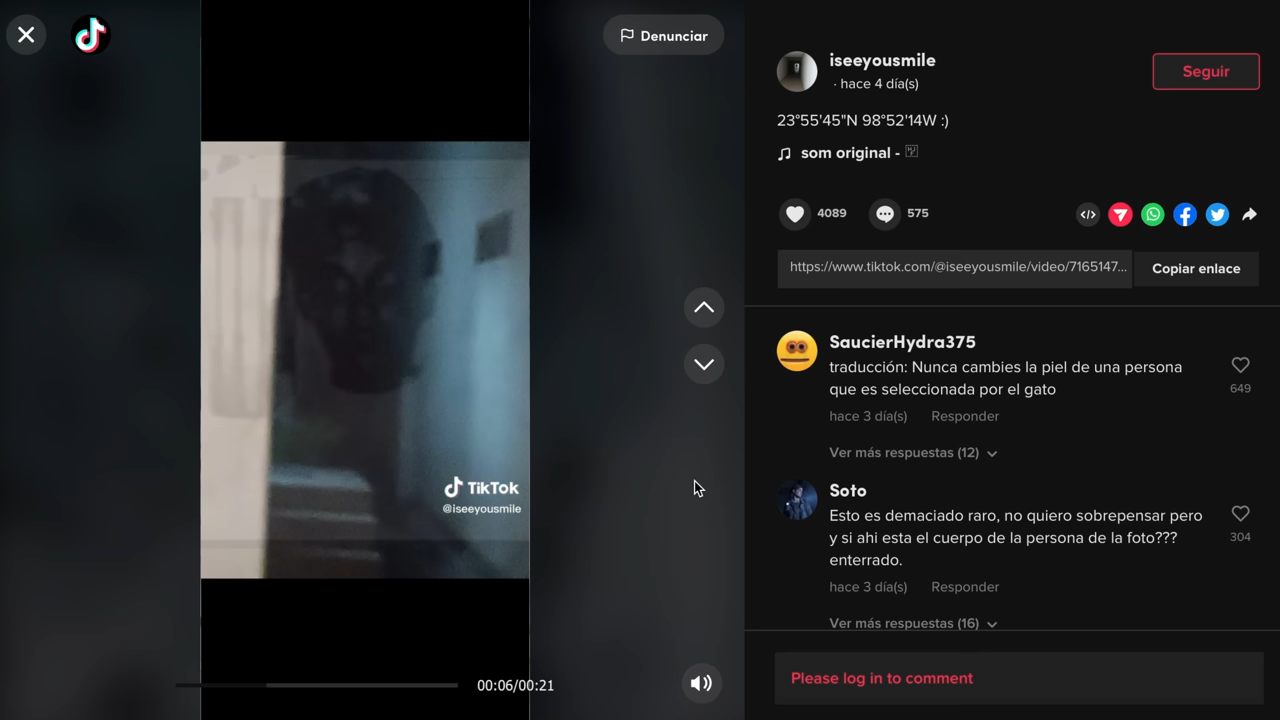 Denunciar
TikTok
@iseeyousmile
00:06/00:21
iseeyousmile
Seguir
· hace 4 día(s)
23°55'45"N 98°52'14W :)
som original -
4089
575
https://www.tiktok.com/@iseeyousmile/video/7165147...
Copiar enlace
SaucierHydra375
traducción: Nunca cambies la piel de una persona
que es seleccionada por el gato
649
hace 3 día(s) Responder
Ver más respuestas (12)
Soto
Esto es demaciado raro, no quiero sobrepensar pero
y si ahi esta el cuerpo de la persona de la foto???
enterrado.
304
hace 3 día(s) Responder
Ver más respuestas (16)
Please log in to comment